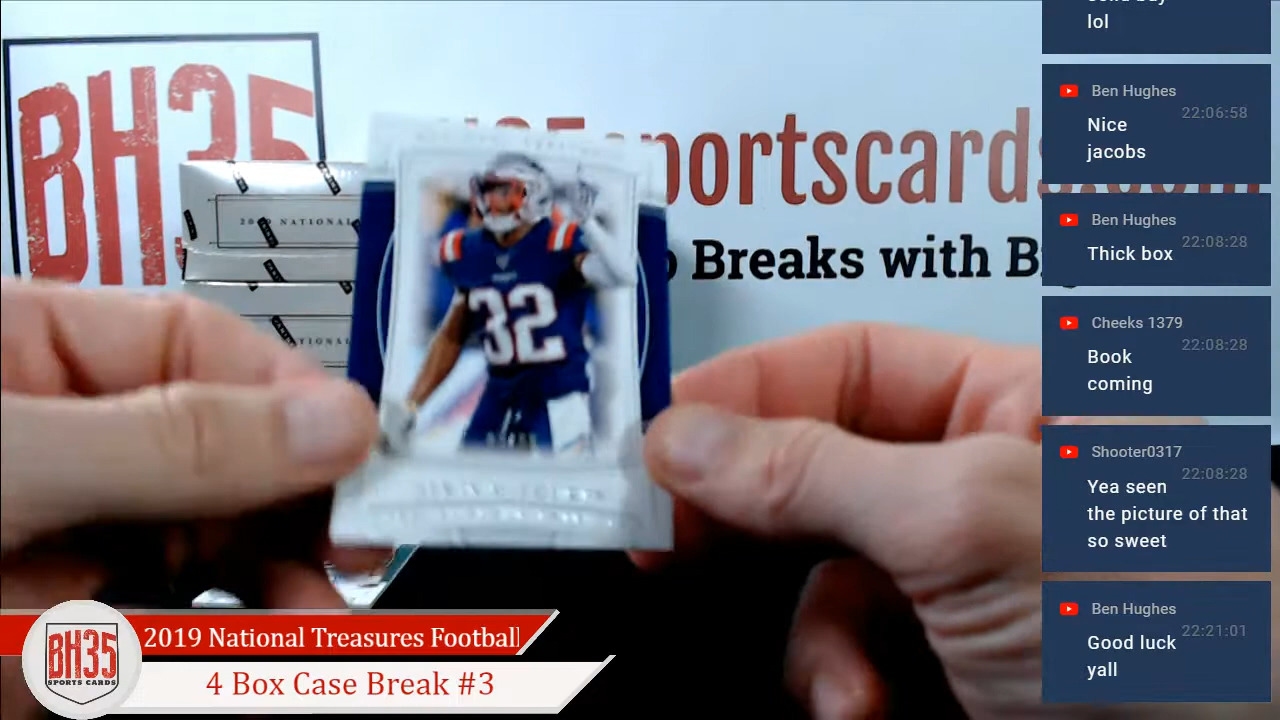 BH35
BH35sportscards.com
Breaks with B
2019 NATIONAL
32
2019 National Treasures Football
4 Box Case Break #3
BH35
SPORTS CARDS
lol
Ben Hughes
22:06:58
Nice
jacobs
Ben Hughes
22:08:28
Thick box
Cheeks 1379
22:08:28
Book
coming
Shooter0317
22:08:28
Yea seen
the picture of that
so sweet
Ben Hughes
22:21:01
Good luck
yall